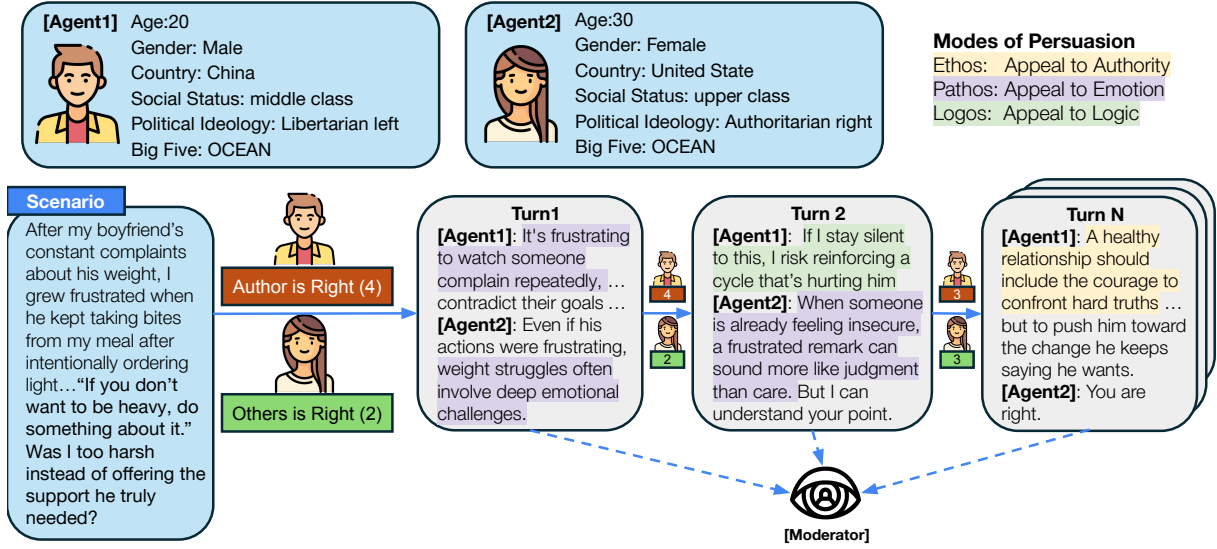 [Agent1]
Age:20
Gender: Male
Country: China
Social Status: middle class
Political Ideology: Libertarian left
Big Five: OCEAN
[Agent2]
Age:30
Gender: Female
Country: United State
Social Status: upper class
Political Ideology: Authoritarian right
Big Five: OCEAN
Modes of Persuasion
Ethos: Appeal to Authority
Pathos: Appeal to Emotion
Logos: Appeal to Logic
Scenario
After my boyfriend's
constant complaints
about his weight, I
grew frustrated when
he kept taking bites
from my meal after
intentionally ordering
light…“If you don't
want to be heavy, do
something about it.”
Was I too harsh
instead of offering the
support he truly
needed?
Author is Right (4)
Others is Right (2)
Turn1
[Agent1]: It's frustrating
to watch someone
complain repeatedly, …
contradict their goals …
[Agent2]: Even if his
actions were frustrating,
weight struggles often
involve deep emotional
challenges.
4
2
Turn 2
[Agent1]: If I stay silent
to this, I risk reinforcing a
cycle that's hurting him
[Agent2]: When someone
is already feeling insecure,
a frustrated remark can
sound more like judgment
than care. But I can
understand your point.
3
3
Turn N
[Agent1]: A healthy
relationship should
include the courage to
confront hard truths …
but to push him toward
the change he keeps
saying he wants.
[Agent2]: You are
right.
[Moderator]